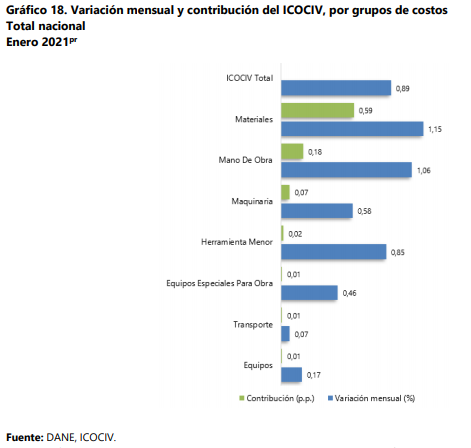 Gráfico 18. Variación mensual y contribución del ICOCIV, por grupos de costos
Total nacional
Enero 2021pr
ICOCIV Total
0,89
Materiales
0,59
1,15
Mano De Obra
0,18
1,06
Maquinaria
0,07
0,58
Herramienta Menor
0,02
0,85
Equipos Especiales Para Obra
0,01
0,46
Transporte
0,01
0,07
Equipos
0,01
0,17
Contribución (p.p.) Variación mensual (%)
Fuente: DANE, ICOCIV.